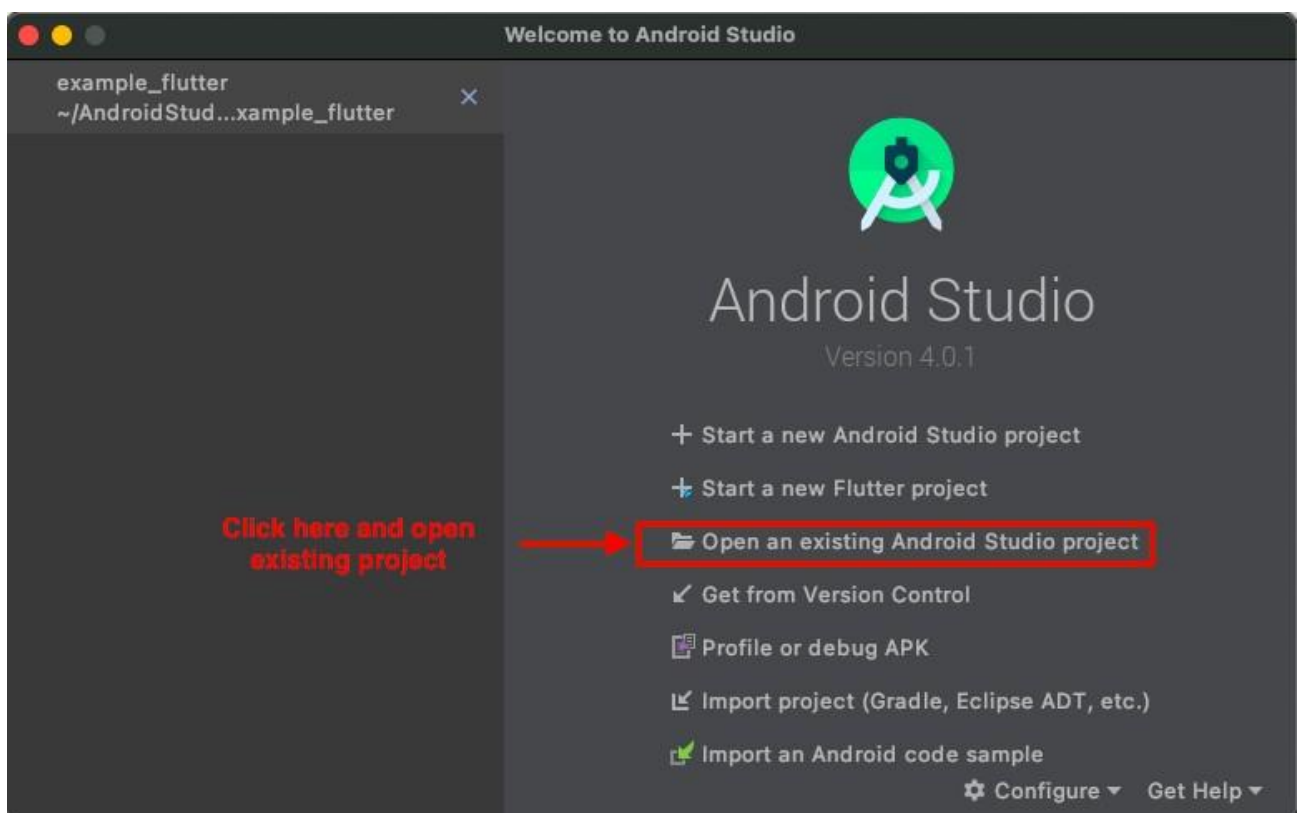 Welcome to Android Studio
example_flutter
~/AndroidStud...xample_flutter
Android Studio
Version 4.0.1
Start a new Android Studio project
Start a new Flutter project
Click here and open
existing project
Open an existing Android Studio project
Get from Version Control
Profile or debug APK
Import project (Gradle, Eclipse ADT, etc.)
Import an Android code sample
Configure Get Help